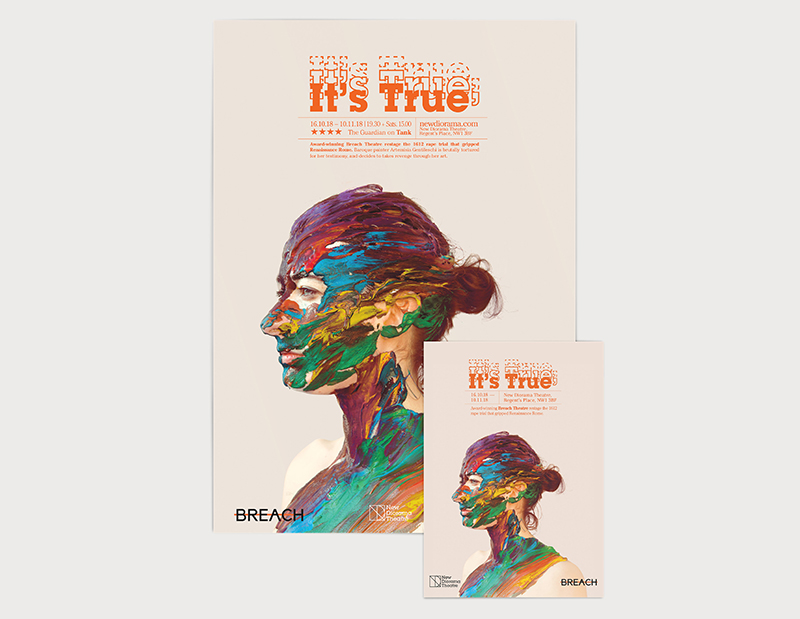 It's True,
It's True,
It's True
16.10.18 – 10.11.18 | 19.30 - Sats. 15.00
★★★★ The Guardian on Tank
newdiorama.com
New Diorama Theatre
Regent's Place, NW1 3BF
Award-winning Breach Theatre restage the 1612 rape trial that gripped
Renaissance Rome. Baroque painter Artemisia Gentileschi is brutally tortured
for her testimony, and decides to takes revenge through her art.
BREACH
New
Diorama
Theatre
It's True,
It's True,
It's True
16.10.18 —
10.11.18
New Diorama Theatre,
Regent's Place, NW1 3BF
Award-winning Breach Theatre restage the 1612
rape trial that gripped Renaissance Rome
New
Diorama
Theatre
BREACH